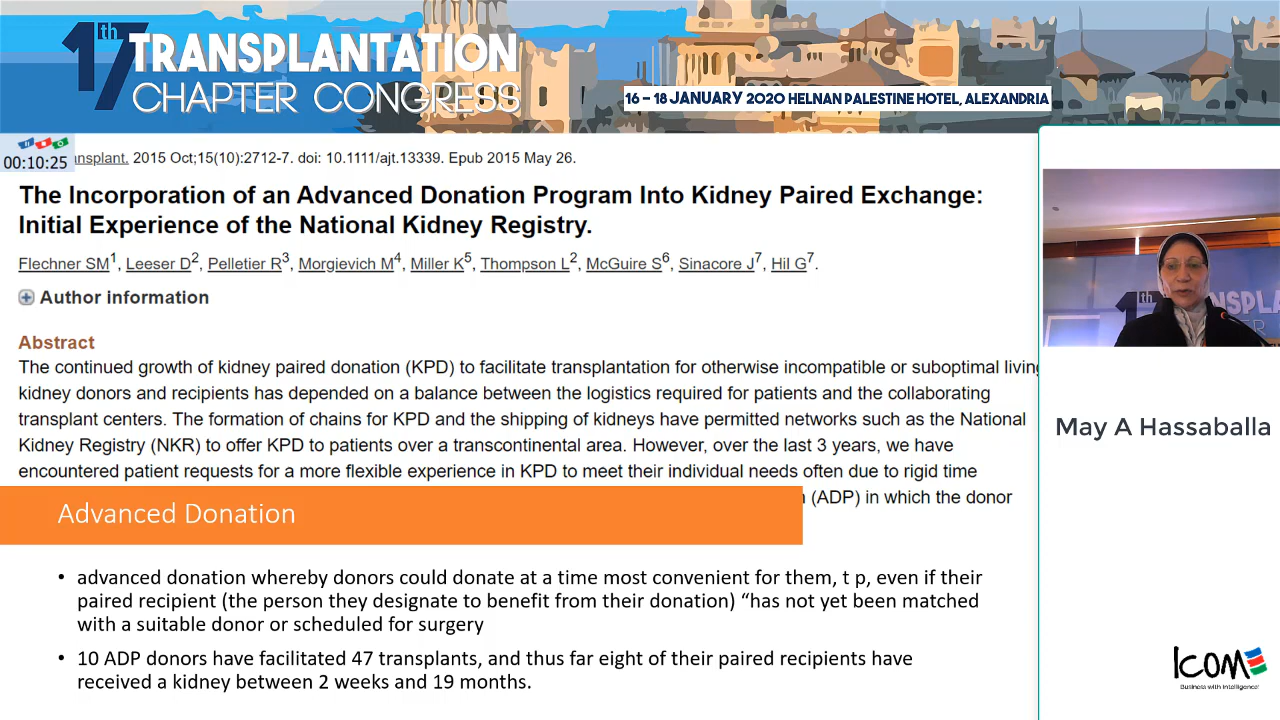 17th TRANSPLANTATION
CHAPTER CONGRESS
16 – 18 JANUARY 2020 HELNAN PALESTINE HOTEL, ALEXANDRIA
00:10:25
ansplant. 2015 Oct;15(10):2712-7. doi: 10.1111/ajt.13339. Epub 2015 May 26.
The Incorporation of an Advanced Donation Program Into Kidney Paired Exchange:
Initial Experience of the National Kidney Registry.
Flechner SM1, Leeser D2, Pelletier R3, Morgievich M4, Miller K5, Thompson L2, McGuire S6, Sinacore J7, Hil G7.
Author information
Abstract
The continued growth of kidney paired donation (KPD) to facilitate transplantation for otherwise incompatible or suboptimal living
kidney donors and recipients has depended on a balance between the logistics required for patients and the collaborating
transplant centers. The formation of chains for KPD and the shipping of kidneys have permitted networks such as the National
Kidney Registry (NKR) to offer KPD to patients over a transcontinental area. However, over the last 3 years, we have
encountered patient requests for a more flexible experience in KPD to meet their individual needs often due to rigid time
(ADP) in which the donor
Advanced Donation
• advanced donation whereby donors could donate at a time most convenient for them, t p, even if their
paired recipient (the person they designate to benefit from their donation) “has not yet been matched
with a suitable donor or scheduled for surgery
• 10 ADP donors have facilitated 47 transplants, and thus far eight of their paired recipients have
received a kidney between 2 weeks and 19 months.
17th TRANSPL
May A Hassaballa
ICOM
Business with Intelligence